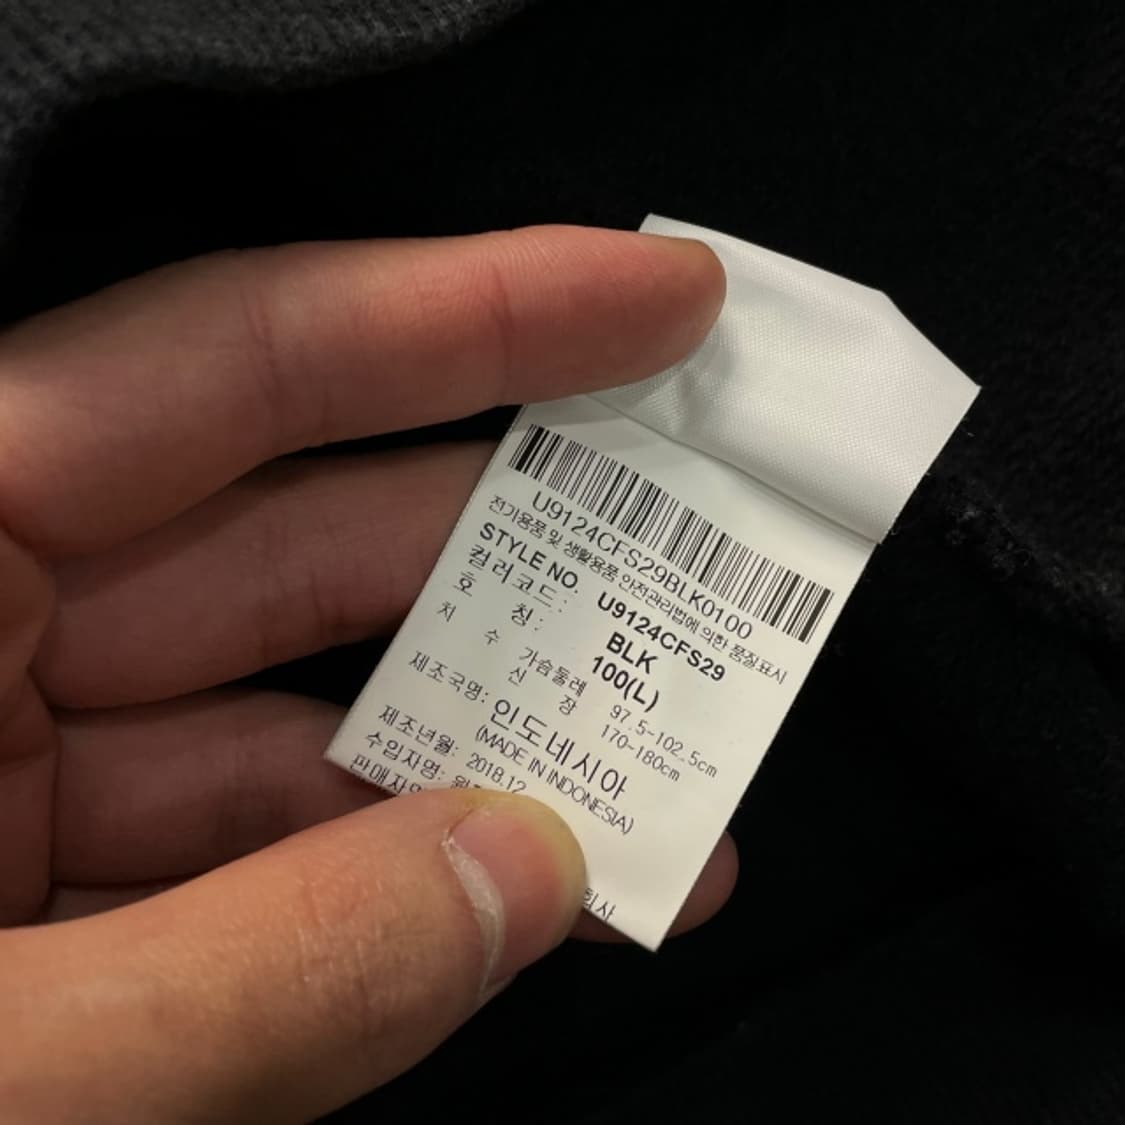 U9124CFS29BLK0100
전기용품 및 생활용품 안전관리법에 의한 품질표시
STYLE NO. U9124CFS29
컬러코드: BLK
호 칭: 100(L)
치 수 가슴둘레 97.5-102.5cm
신 장 170-180cm
제조국명: 인도네시아
(MADE IN INDONESIA)
제조년월: 2018.12
수입자명:
판매자
회사